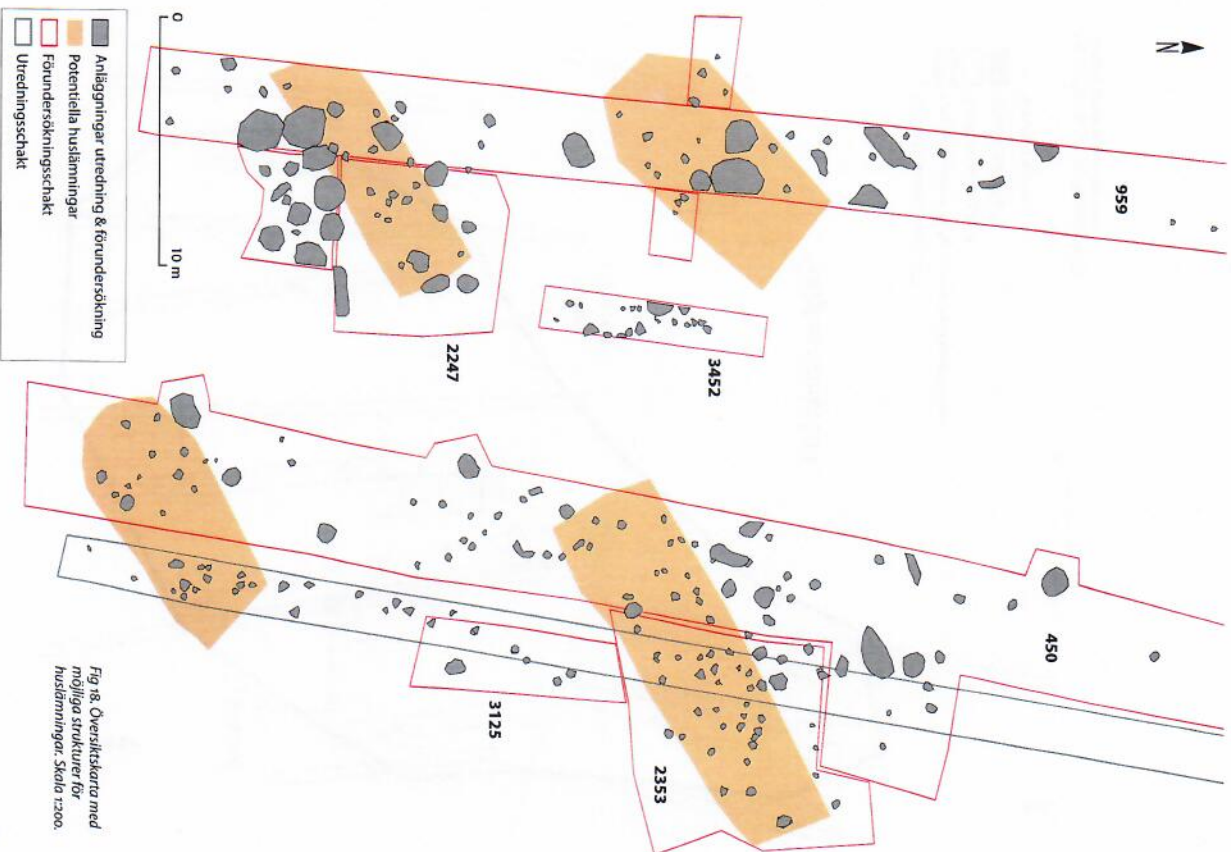 N
959
3452
2247
450
3125
2353
0
10 m
Anläggningar utredning & förundersökning
Potentiella huslämningar
Förundersökningsschakt
Utredningsschakt
Fig 18. Översiktskarta med
möjliga strukturer för
huslämningar. Skala 1:200.